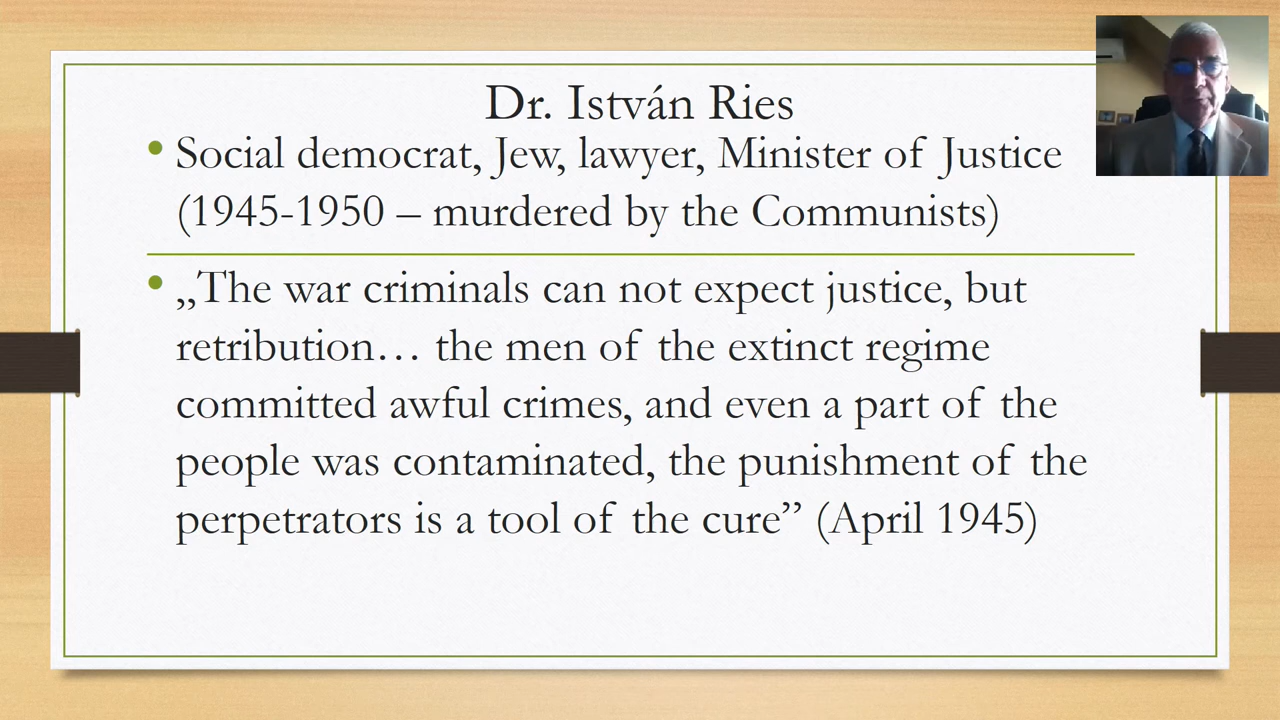 Dr. István Ries
• Social democrat, Jew, lawyer, Minister of Justice
(1945-1950 – murdered by the Communists)
• „The war criminals can not expect justice, but
retribution… the men of the extinct regime
committed awful crimes, and even a part of the
people was contaminated, the punishment of the
perpetrators is a tool of the cure” (April 1945)